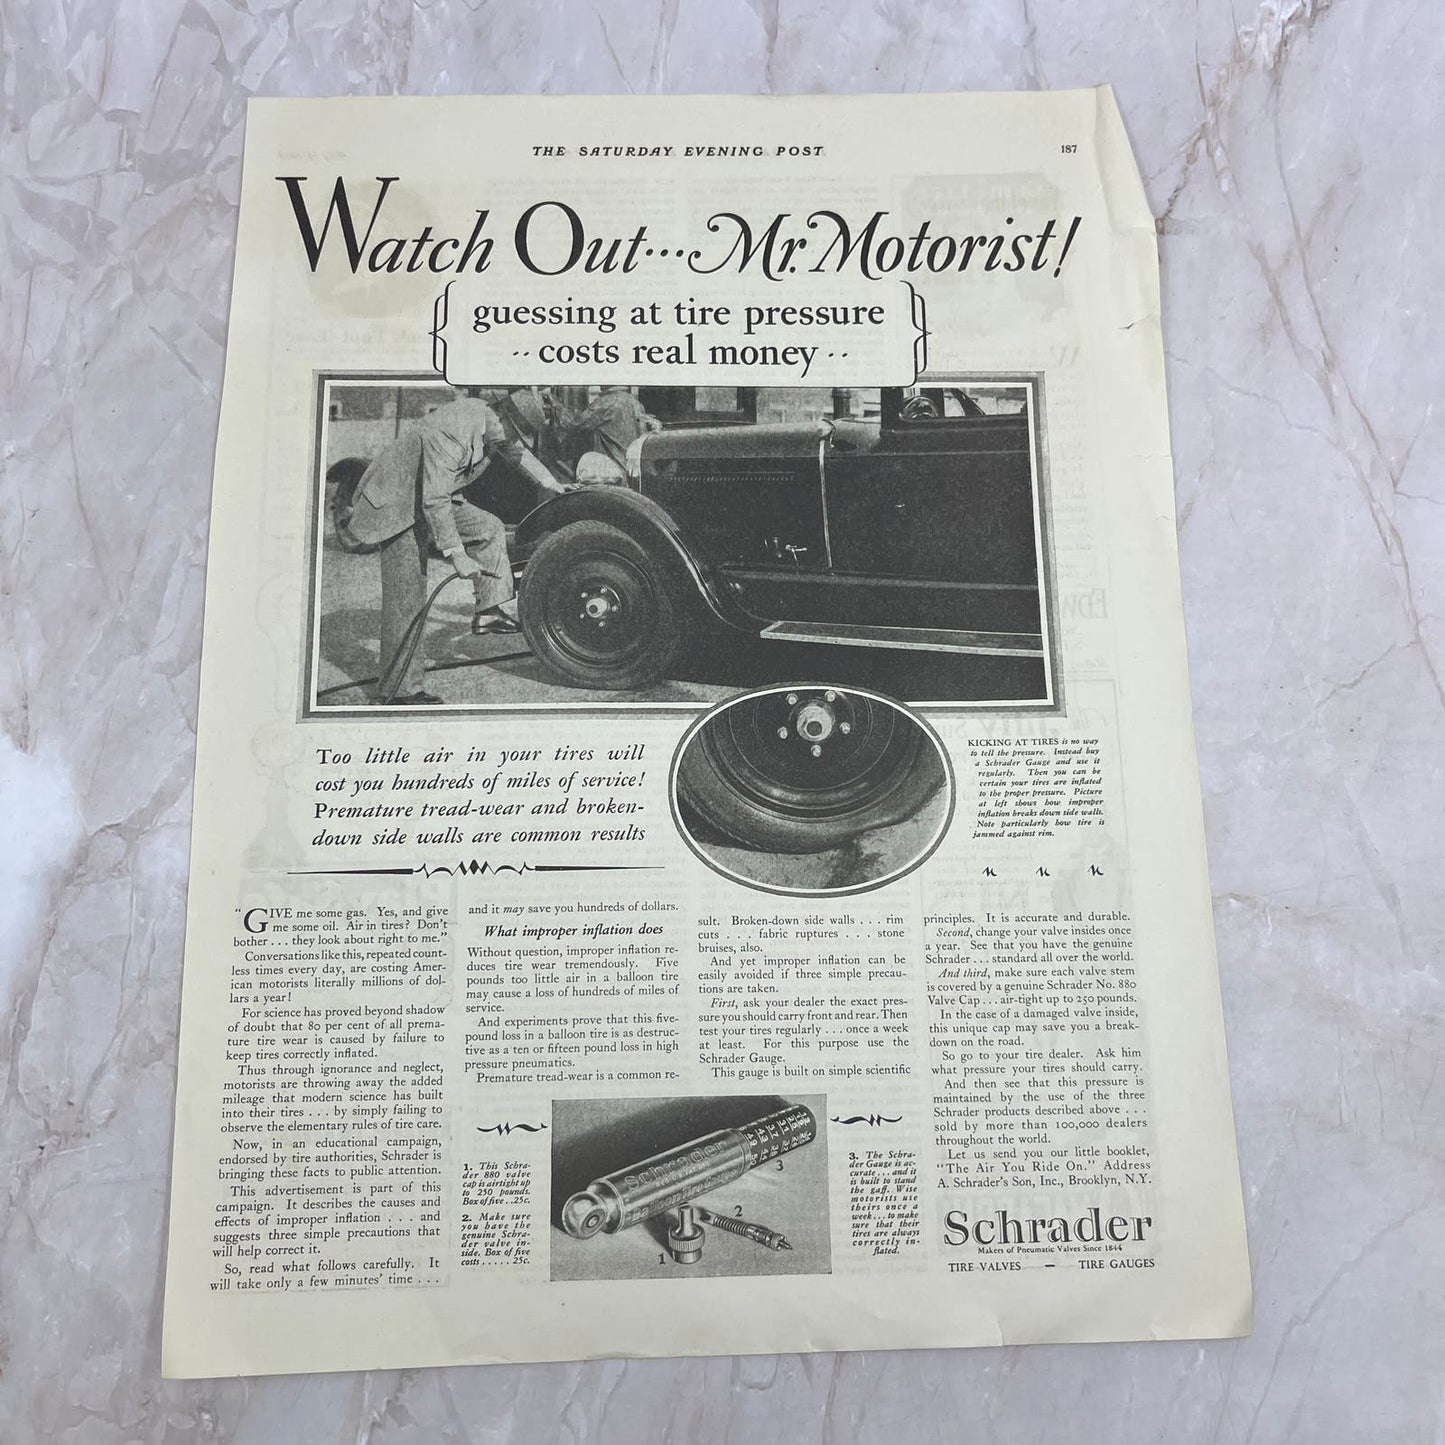 THE SATURDAY EVENING POST
187
Watch Out... Mr. Motorist!
guessing at tire pressure
·· costs real money ··
Too little air in your tires will
cost you hundreds of miles of service!
Premature tread-wear and broken-
down side walls are common results
KICKING AT TIRES is no way
to tell the pressure. Instead buy
a Schrader Gauge and use it
regularly. Then you can be
certain your tires are inflated
to the proper pressure. Picture
at left shows how improper
inflation breaks down side walls.
Note particularly how tire is
jammed against rim.
"GIVE me some gas. Yes, and give
me some oil. Air in tires? Don't
bother . . . they look about right to me."
Conversations like this, repeated count-
less times every day, are costing Amer-
ican motorists literally millions of dol-
lars a year!
For science has proved beyond shadow
of doubt that 80 per cent of all prema-
ture tire wear is caused by failure to
keep tires correctly inflated.
Thus through ignorance and neglect,
motorists are throwing away the added
mileage that modern science has built
into their tires . . . by simply failing to
observe the elementary rules of tire care.
Now, in an educational campaign,
endorsed by tire authorities, Schrader is
bringing these facts to public attention.
This advertisement is part of this
campaign. It describes the causes and
effects of improper inflation . . . and
suggests three simple precautions that
will help correct it.
So, read what follows carefully. It
will take only a few minutes' time . . .
and it may save you hundreds of dollars.
What improper inflation does
Without question, improper inflation re-
duces tire wear tremendously. Five
pounds too little air in a balloon tire
may cause a loss of hundreds of miles of
service.
And experiments prove that this five-
pound loss in a balloon tire is as destruc-
tive as a ten or fifteen pound loss in high
pressure pneumatics.
Premature tread-wear is a common re-
sult. Broken-down side walls . . . rim
cuts . . . fabric ruptures . . . stone
bruises, also.
And yet improper inflation can be
easily avoided if three simple precau-
tions are taken.
First, ask your dealer the exact pres-
sure you should carry front and rear. Then
test your tires regularly . . . once a week
at least. For this purpose use the
Schrader Gauge.
This gauge is built on simple scientific
principles. It is accurate and durable.
Second, change your valve insides once
a year. See that you have the genuine
Schrader . . . standard all over the world.
And third, make sure each valve stem
is covered by a genuine Schrader No. 880
Valve Cap . . . air-tight up to 250 pounds.
In the case of a damaged valve inside,
this unique cap may save you a break-
down on the road.
So go to your tire dealer. Ask him
what pressure your tires should carry.
And then see that this pressure is
maintained by the use of the three
Schrader products described above . . .
sold by more than 100,000 dealers
throughout the world.
Let us send you our little booklet,
"The Air You Ride On." Address
A. Schrader's Son, Inc., Brooklyn, N.Y.
1. This Schra-
der 880 valve
cap is airtight up
to 250 pounds.
Box of five . . 25c.
2. Make sure
you have the
genuine Schra-
der valve in-
side. Box of five
costs . . . . . 25c.
Schrader
1
2
3
3. The Schra-
der Gauge is ac-
curate . . . and it
is built to stand
the gaff. Wise
motorists use
theirs once a
week . . . to make
sure that their
tires are always
correctly in-
flated.
Schrader
Makers of Pneumatic Valves Since 1844
TIRE VALVES — TIRE GAUGES